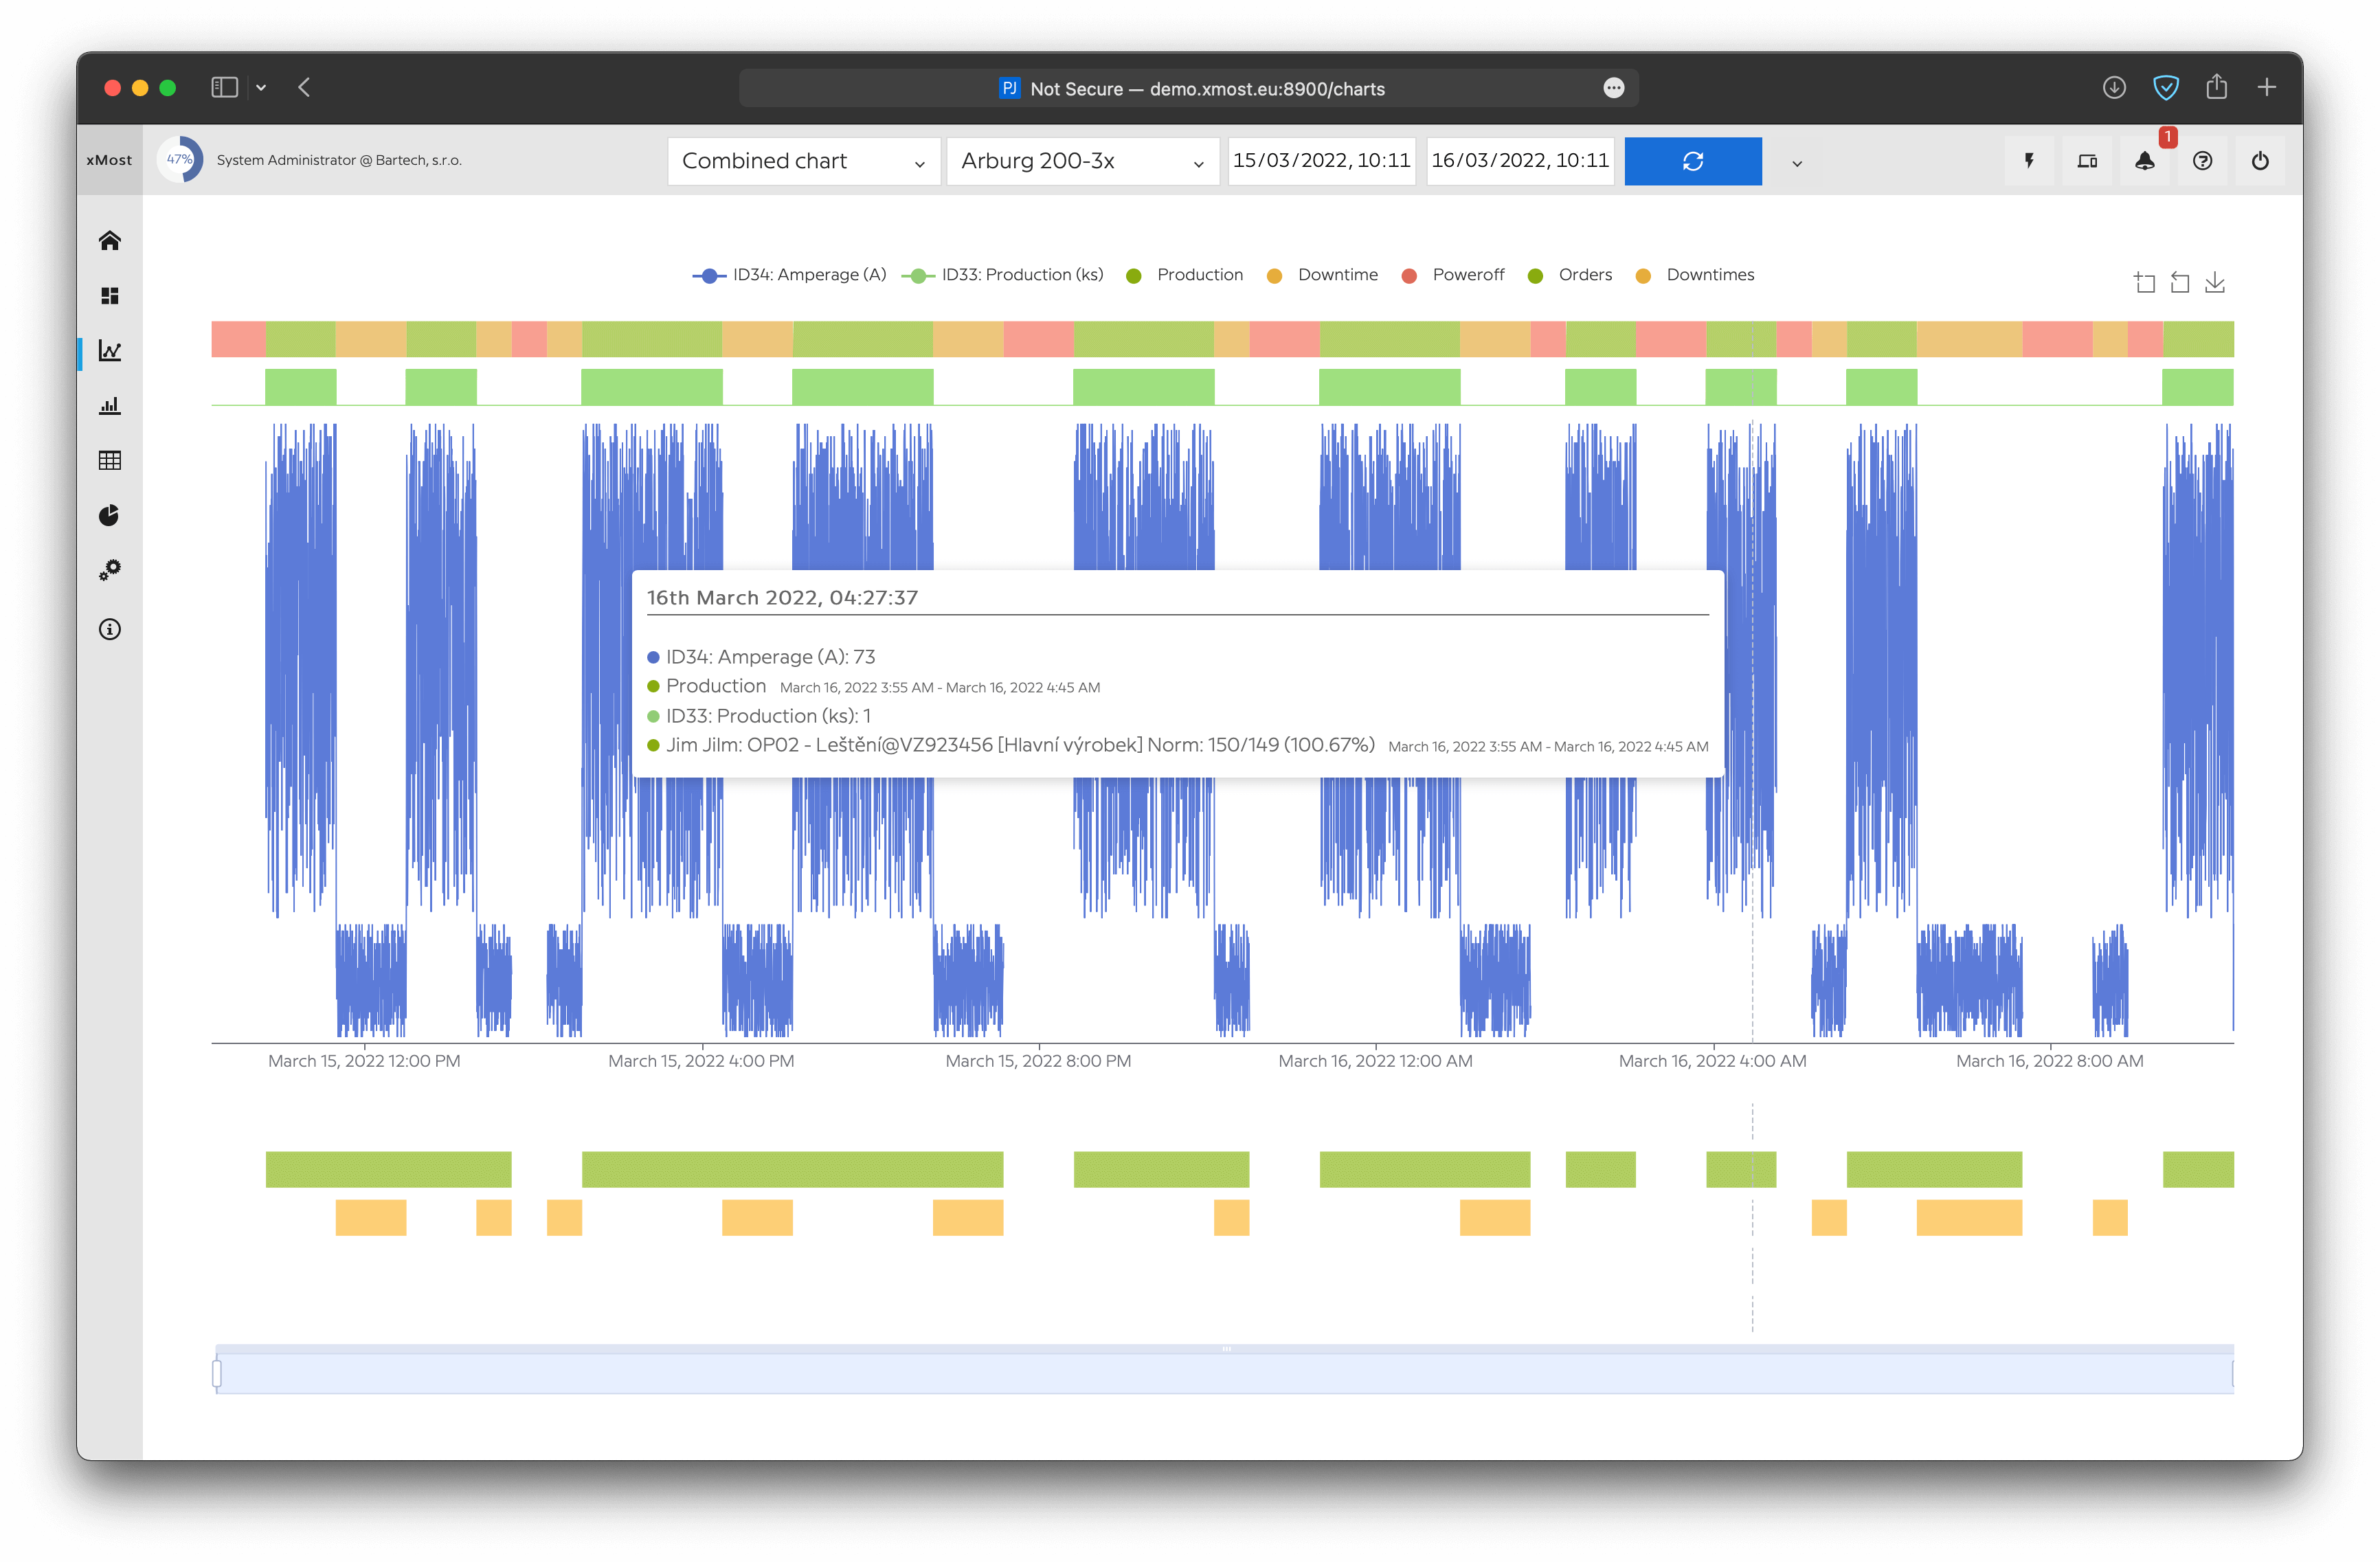 PJ Not Secure — demo.xmost.eu:8900/charts
xMost 47% System Administrator @ Bartech, s.r.o. Combined chart Arburg 200-3x 15/03/2022, 10:11 16/03/2022, 10:11 1
ID34: Amperage (A) ID33: Production (ks) Production Downtime Poweroff Orders Downtimes
16th March 2022, 04:27:37
ID34: Amperage (A): 73
Production March 16, 2022 3:55 AM - March 16, 2022 4:45 AM
ID33: Production (ks): 1
Jim Jilm: OP02 - Leštění@VZ923456 [Hlavní výrobek] Norm: 150/149 (100.67%) March 16, 2022 3:55 AM - March 16, 2022 4:45 AM
March 15, 2022 12:00 PM March 15, 2022 4:00 PM March 15, 2022 8:00 PM March 16, 2022 12:00 AM March 16, 2022 4:00 AM March 16, 2022 8:00 AM